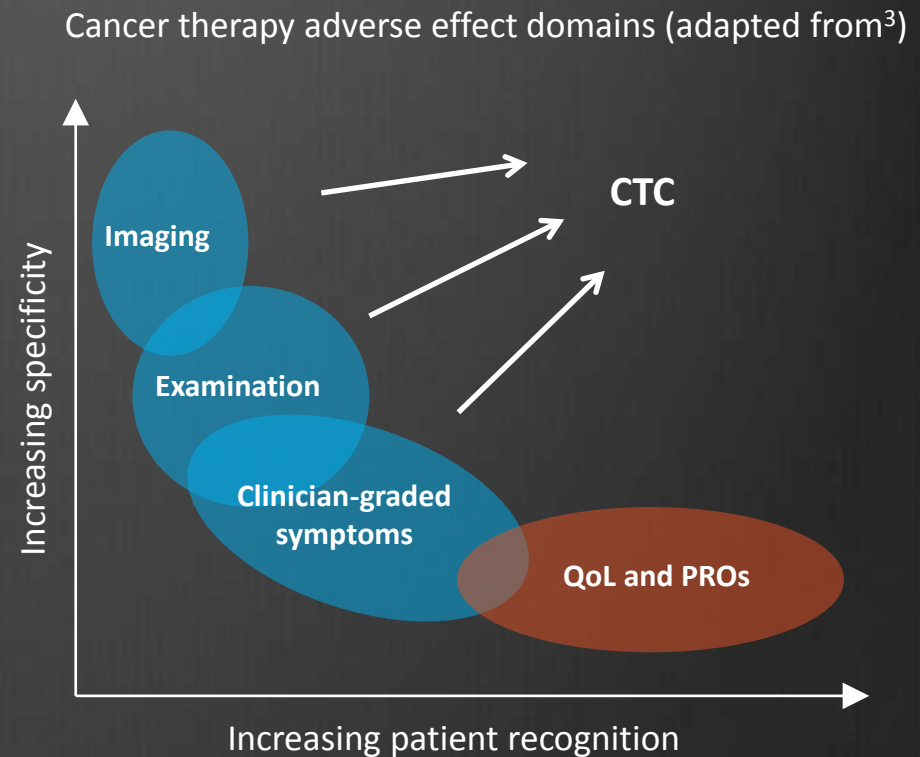 Cancer therapy adverse effect domains (adapted from³)
Increasing specificity
Imaging
CTC
Examination
Clinician-graded
symptoms
QoL and PROs
Increasing patient recognition